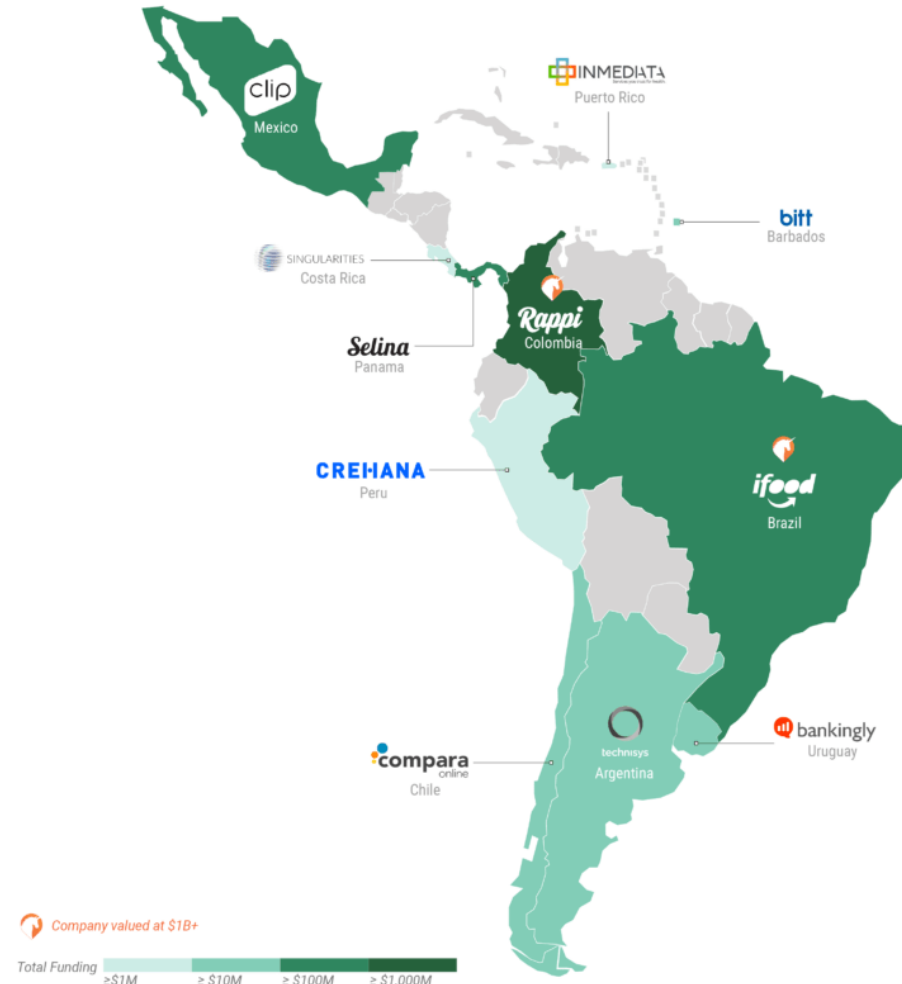 clip
Mexico
INMEDIATA
Puerto Rico
bitt
Barbados
SINGULARITIES
Costa Rica
Rappi
Colombia
Selina
Panama
CREHANA
Peru
ifood
Brazil
technisys
Argentina
bankingly
Uruguay
compara
online
Chile
Company valued at $1B+
Total Funding
≥$1M ≥ $10M ≥ $100M ≥ $1,000M